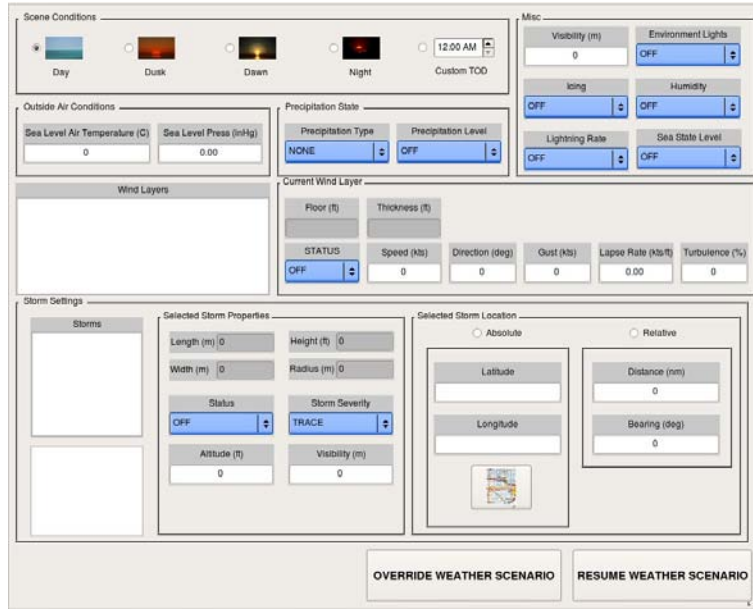 Scene Conditions
Day
Dusk
Dawn
Night
12:00 AM
Custom TOD
Misc
Visibility (m)
0
Environment Lights
OFF
Icing
OFF
Humidity
OFF
Lightning Rate
OFF
Sea State Level
OFF
Outside Air Conditions
Sea Level Air Temperature (C)
0
Sea Level Press (inHg)
0.00
Precipitation State
Precipitation Type
NONE
Precipitation Level
OFF
Wind Layers
Current Wind Layer
Floor (ft)
Thickness (ft)
STATUS
OFF
Speed (kts)
0
Direction (deg)
0
Gust (kts)
0
Lapse Rate (kts/ft)
0.00
Turbulence (%)
0
Storm Settings
Storms
Selected Storm Properties
Length (m) 0
Height (ft) 0
Width (m) 0
Radius (m) 0
Status
OFF
Storm Severity
TRACE
Altitude (ft)
0
Visibility (m)
0
Selected Storm Location
Absolute
Latitude
Longitude
Relative
Distance (nm)
0
Bearing (deg)
0
OVERRIDE WEATHER SCENARIO
RESUME WEATHER SCENARIO